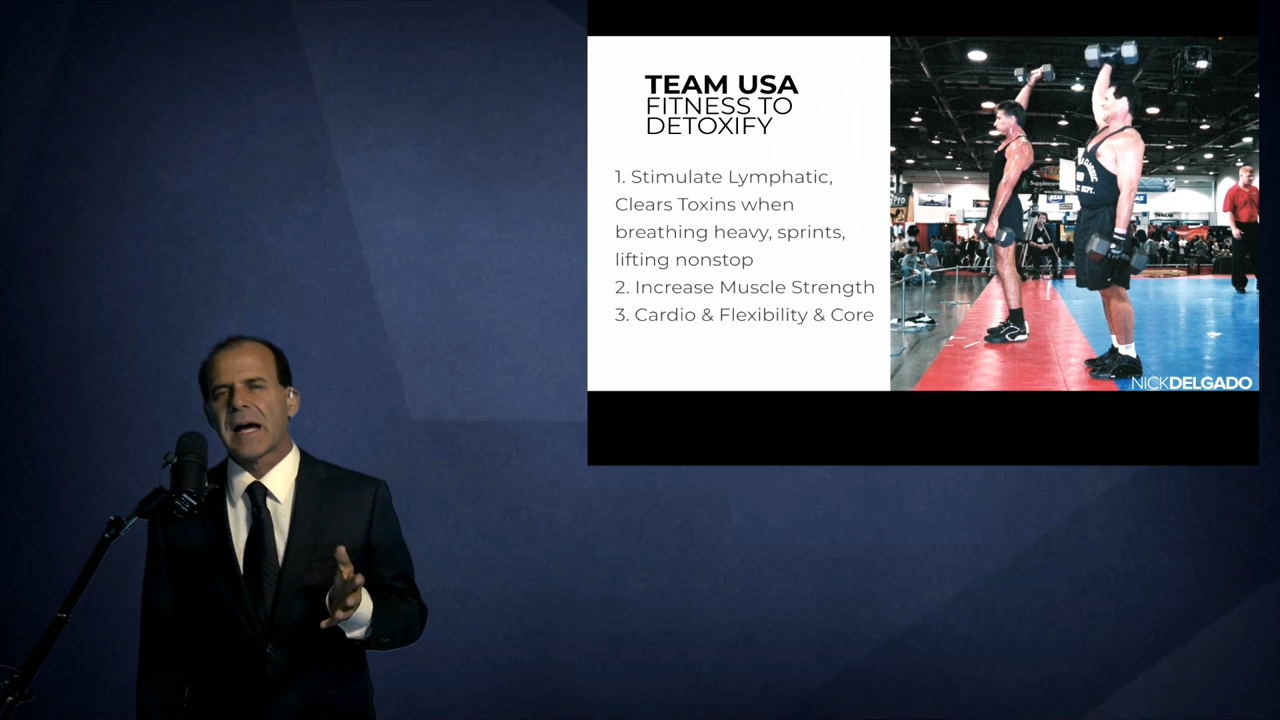 TEAM USA
FITNESS TO
DETOXIFY
1. Stimulate Lymphatic,
Clears Toxins when
breathing heavy, sprints,
lifting nonstop
2. Increase Muscle Strength
3. Cardio & Flexibility & Core
NICKDELGADO